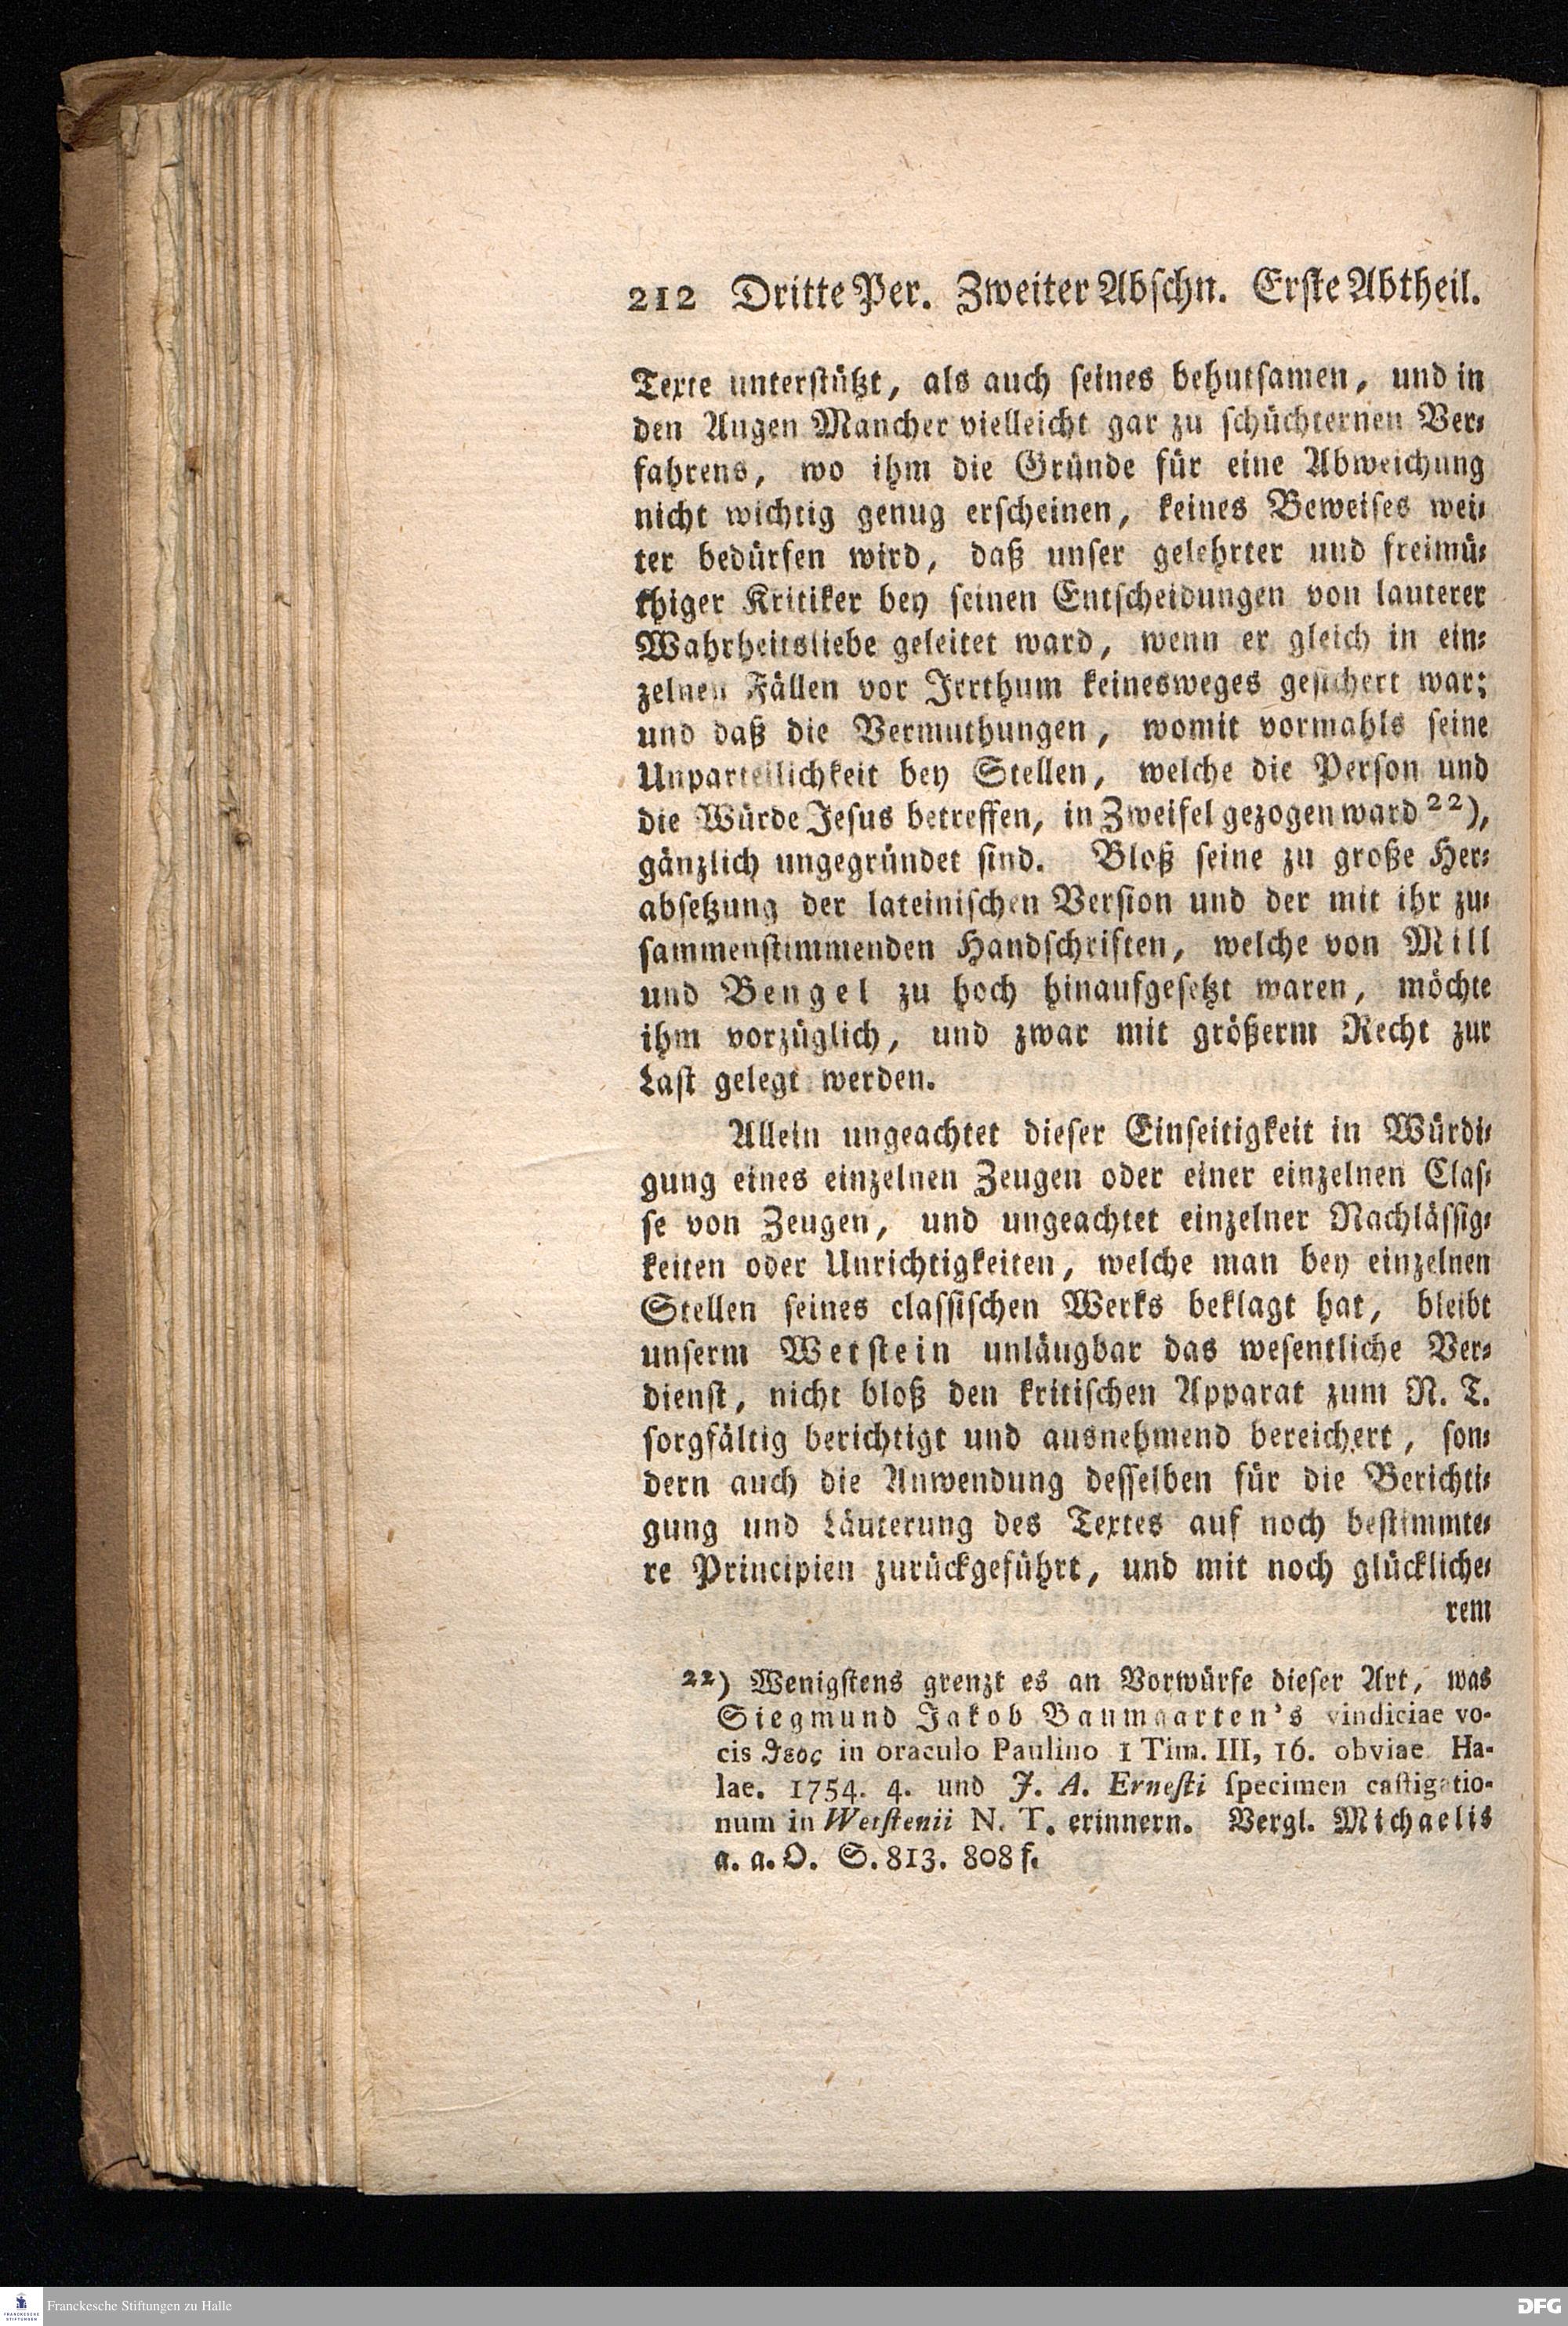 212 Dritte Per. Zweiter Abschn. Erste Abtheil.
Texte unterstützt, als auch seines behutsamen, und in
den Augen Mancher vielleicht gar zu schüchternen Ver-
fahrens, wo ihm die Gründe für eine Abweichung
nicht wichtig genug erscheinen, keines Beweises wei-
ter bedürfen wird, daß unser gelehrter und freimü-
thiger Kritiker bey seinen Entscheidungen von lauterer
Wahrheitsliebe geleitet ward, wenn er gleich in ein-
zelnen Fällen vor Irrthum keinesweges gesichert war;
und daß die Vermuthungen, womit vormahls seine
Unparteilichkeit bey Stellen, welche die Person und
die Würde Jesus betreffen, in Zweifel gezogen ward 22),
gänzlich ungegründet sind. Bloß seine zu große Her-
absetzung der lateinischen Version und der mit ihr zu-
sammenstimmenden Handschriften, welche von Mill
und Bengel zu hoch hinaufgesetzt waren, möchte
ihm vorzüglich, und zwar mit größerm Recht zur
Last gelegt werden.
Allein ungeachtet dieser Einseitigkeit in Würdi-
gung eines einzelnen Zeugen oder einer einzelnen Clas-
se von Zeugen, und ungeachtet einzelner Nachlässig-
keiten oder Unrichtigkeiten, welche man bey einzelnen
Stellen seines classischen Werks beklagt hat, bleibt
unserm Wetstein unläugbar das wesentliche Ver-
dienst, nicht bloß den kritischen Apparat zum N. T.
sorgfältig berichtigt und ausnehmend bereichert, son-
dern auch die Anwendung desselben für die Berichti-
gung und Läuterung des Textes auf noch bestimmte-
re Principien zurückgeführt, und mit noch glückliche-
rem
22) Wenigstens grenzt es an Vorwürfe dieser Art, was
Siegmund Jakob Baumgarten's vindiciae vo-
cis ϑεος in oraculo Paulino 1 Tim. III, 16. obviae Ha-
lae. 1754. 4. und J. A. Ernesti specimen castigatio-
num in Wetstenii N. T. erinnern. Vergl. Michaelis
a. a. O. S. 813. 808 f.
Franckesche Stiftungen zu Halle
FRANCKESCHE
STIFTUNGEN
DFG